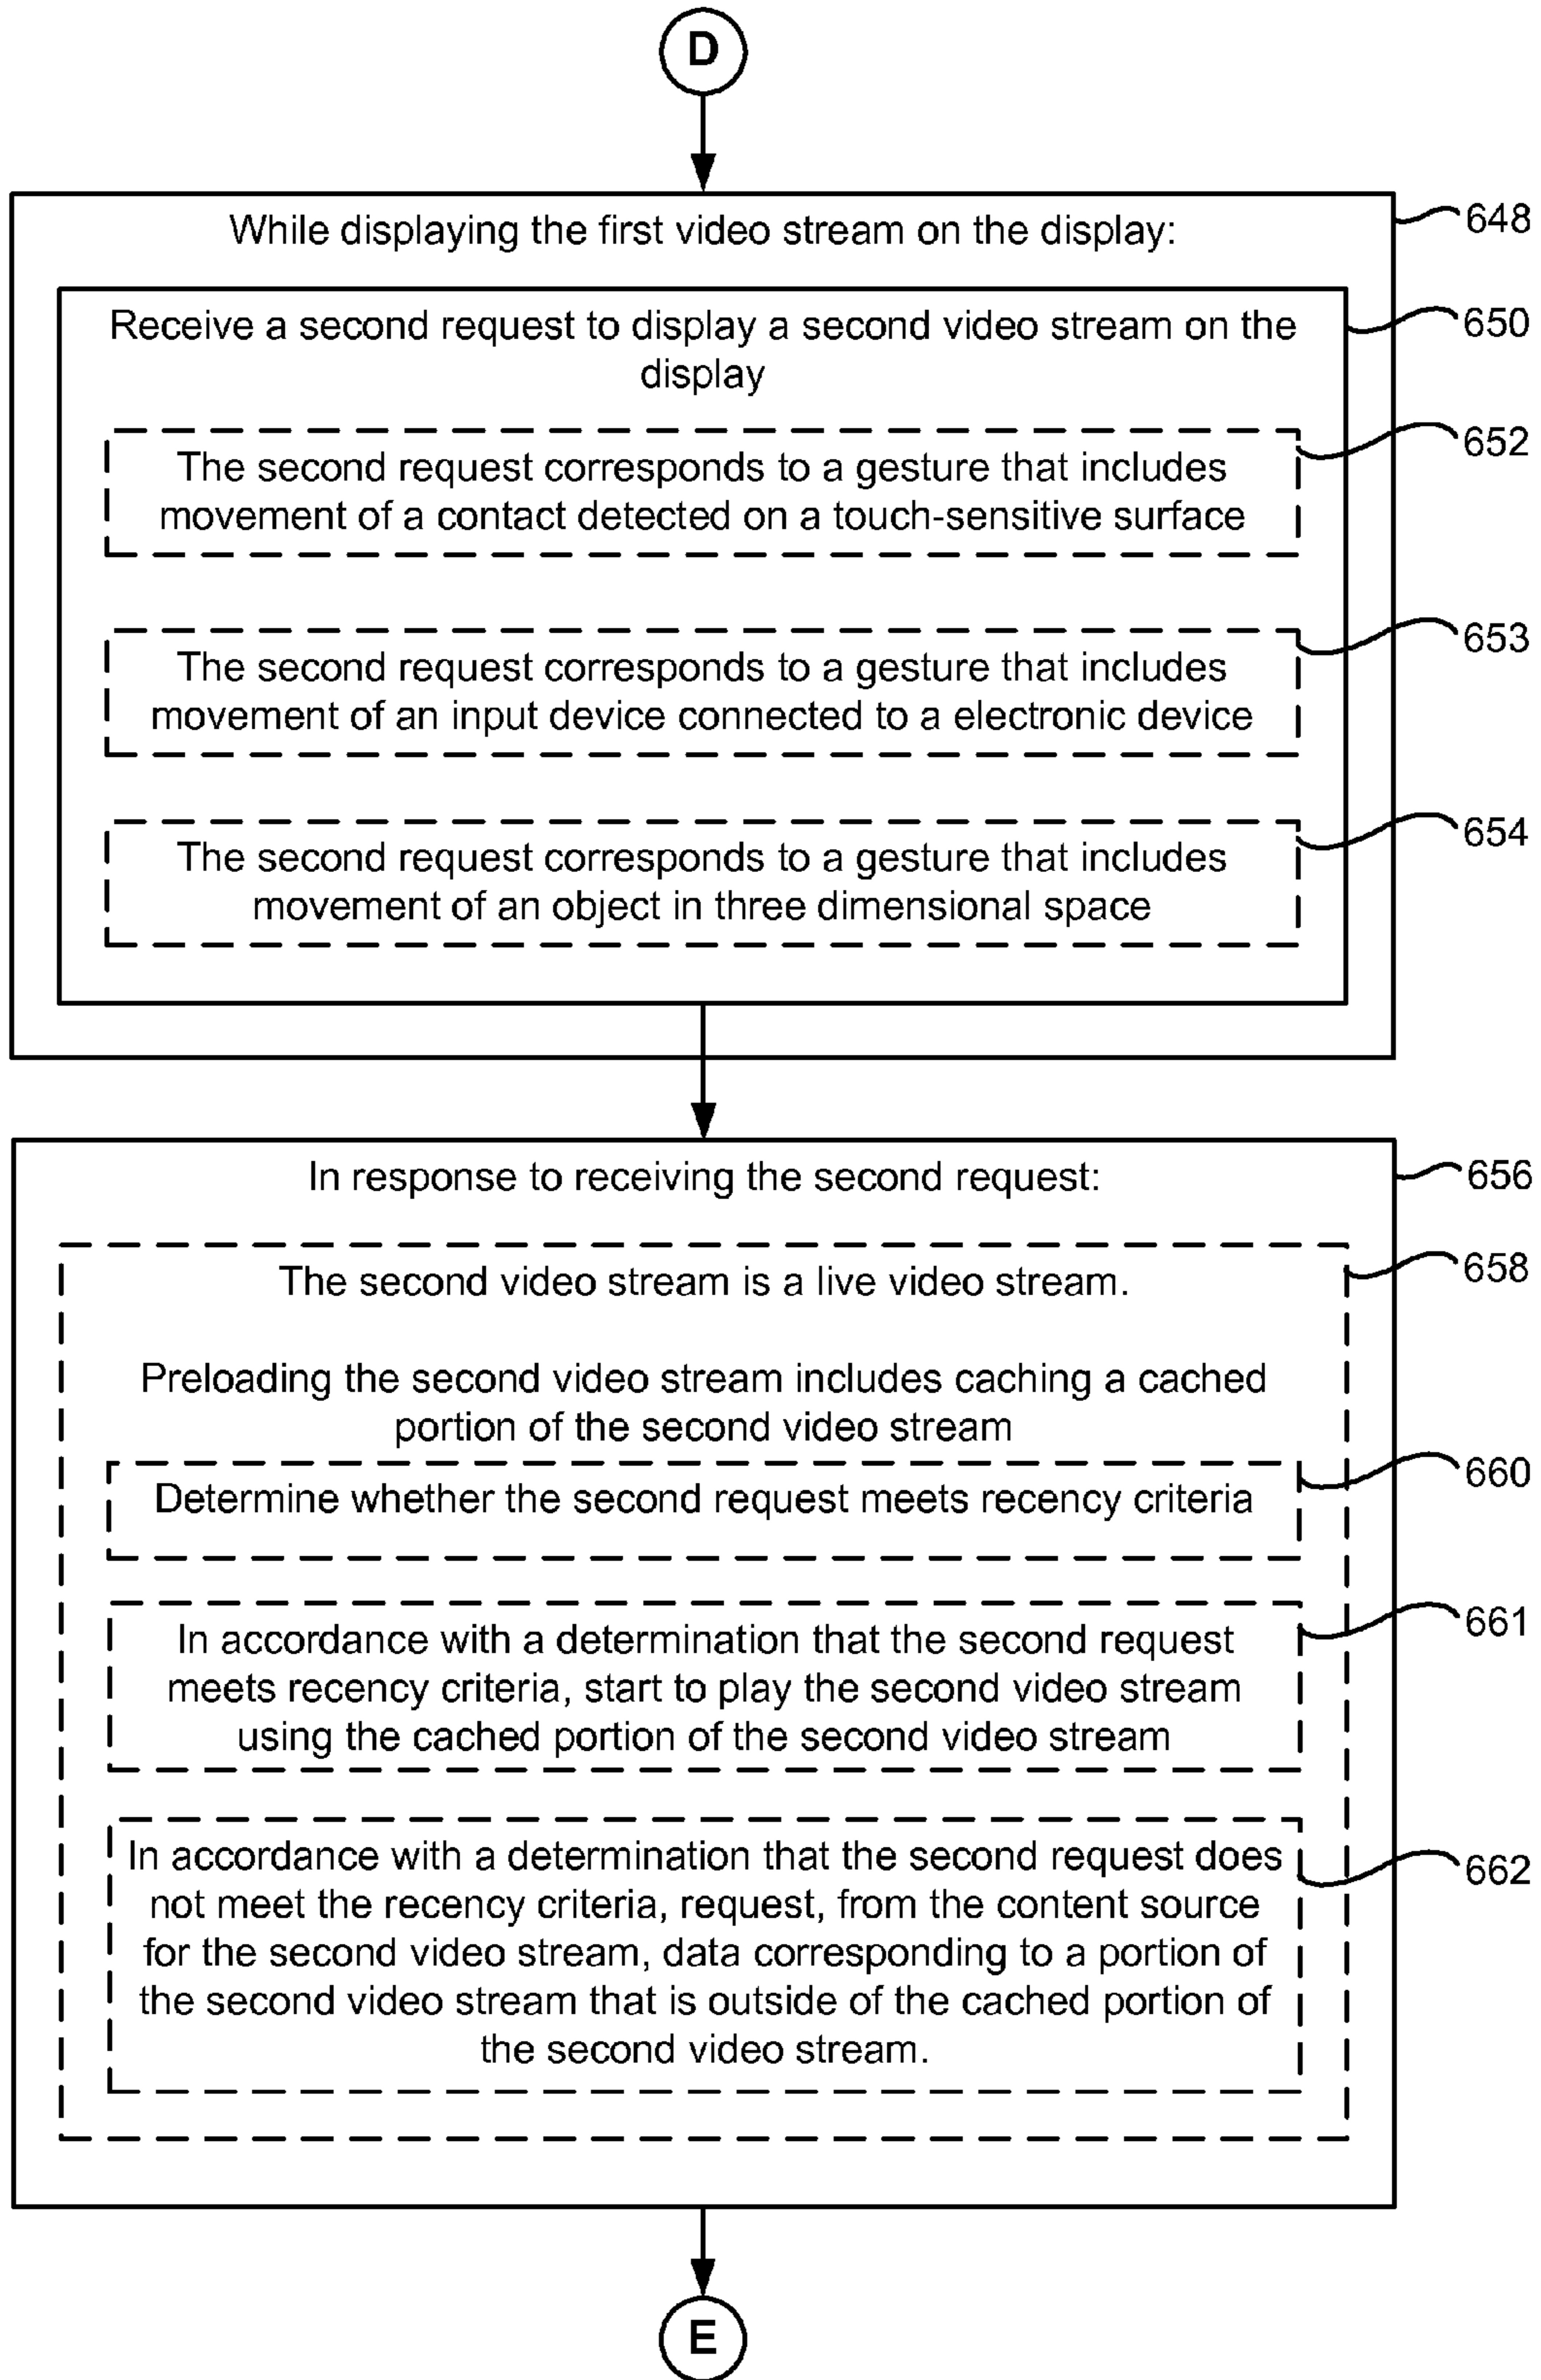 D
While displaying the first video stream on the display:
648
Receive a second request to display a second video stream on the
display
650
The second request corresponds to a gesture that includes
movement of a contact detected on a touch-sensitive surface
652
The second request corresponds to a gesture that includes
movement of an input device connected to a electronic device
653
The second request corresponds to a gesture that includes
movement of an object in three dimensional space
654
In response to receiving the second request:
656
The second video stream is a live video stream.
658
Preloading the second video stream includes caching a cached
portion of the second video stream
Determine whether the second request meets recency criteria
660
In accordance with a determination that the second request
meets recency criteria, start to play the second video stream
using the cached portion of the second video stream
661
In accordance with a determination that the second request does
not meet the recency criteria, request, from the content source
for the second video stream, data corresponding to a portion of
the second video stream that is outside of the cached portion of
the second video stream.
662
E